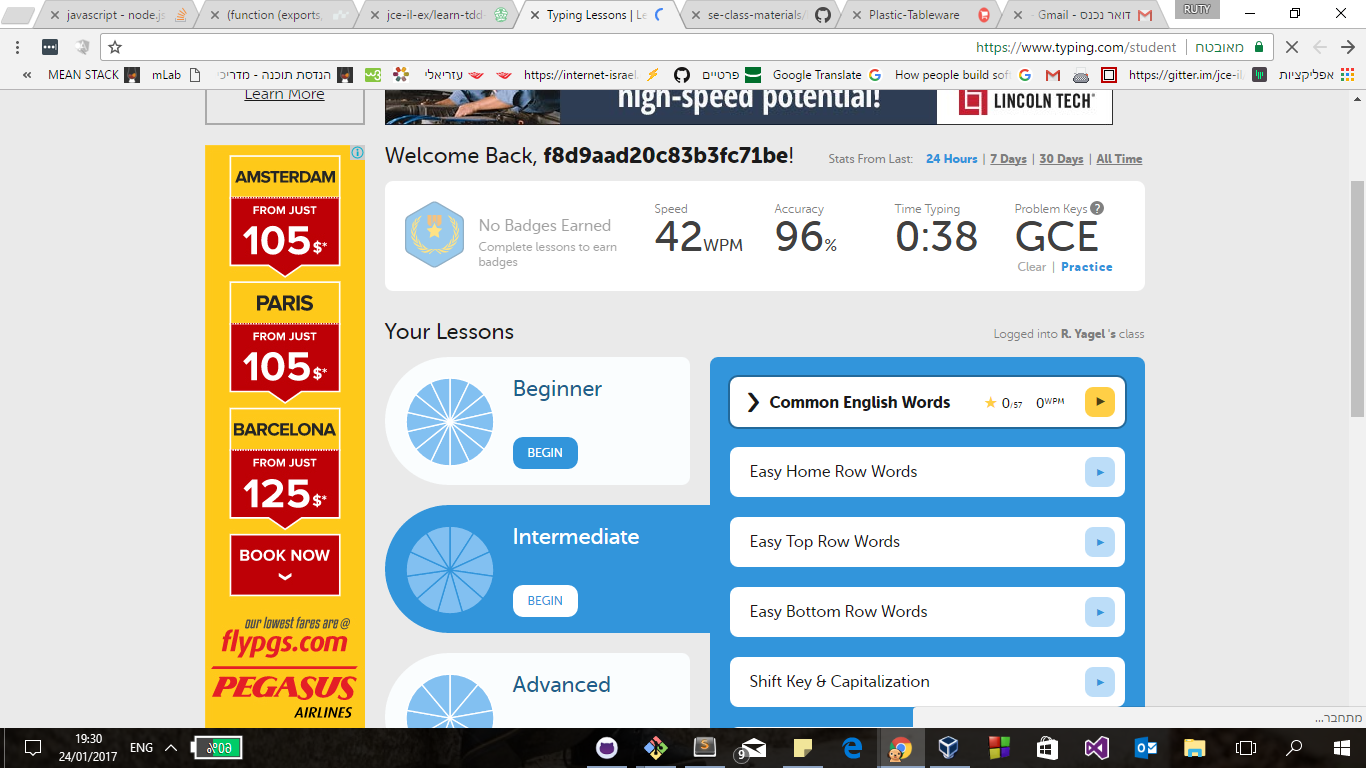 javascript - node.js
(function (exports,
jce-il-ex/learn-tdd-
Typing Lessons | Le
se-class-materials/
Plastic-Tableware
דואר נכנס - Gmail
RUTY
https://www.typing.com/student
מאובטח
MEAN STACK
mLab
הנדסת תוכנה - מדריכ
עזריאלי
https://internet-israel.
פרטיים
Google Translate
How people build sof
https://gitter.im/jce-il
אפליקציות
Learn More
high-speed potential!
LINCOLN TECH
AMSTERDAM
FROM JUST
105$*
PARIS
FROM JUST
105$*
BARCELONA
FROM JUST
125$*
BOOK NOW
our lowest fares are @
flypgs.com
PEGASUS
AIRLINES
Welcome Back, f8d9aad20c83b3fc71be!
Stats From Last: 24 Hours | 7 Days | 30 Days | All Time
No Badges Earned
Complete lessons to earn
badges
Speed
42WPM
Accuracy
96%
Time Typing
0:38
Problem Keys ?
GCE
Clear | Practice
Your Lessons
Logged into R. Yagel 's class
Beginner
BEGIN
Intermediate
BEGIN
Advanced
Common English Words
0/57 0WPM
Easy Home Row Words
Easy Top Row Words
Easy Bottom Row Words
Shift Key & Capitalization
מתחבר...
19:30
24/01/2017
ENG
9